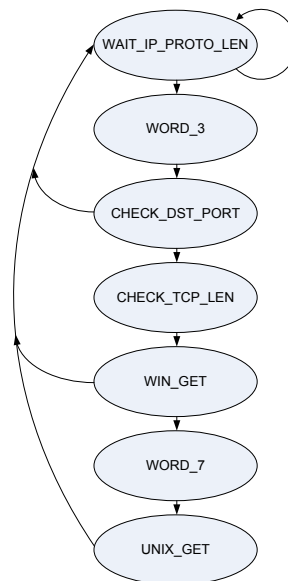 WAIT_IP_PROTO_LEN
WORD_3
CHECK_DST_PORT
CHECK_TCP_LEN
WIN_GET
WORD_7
UNIX_GET